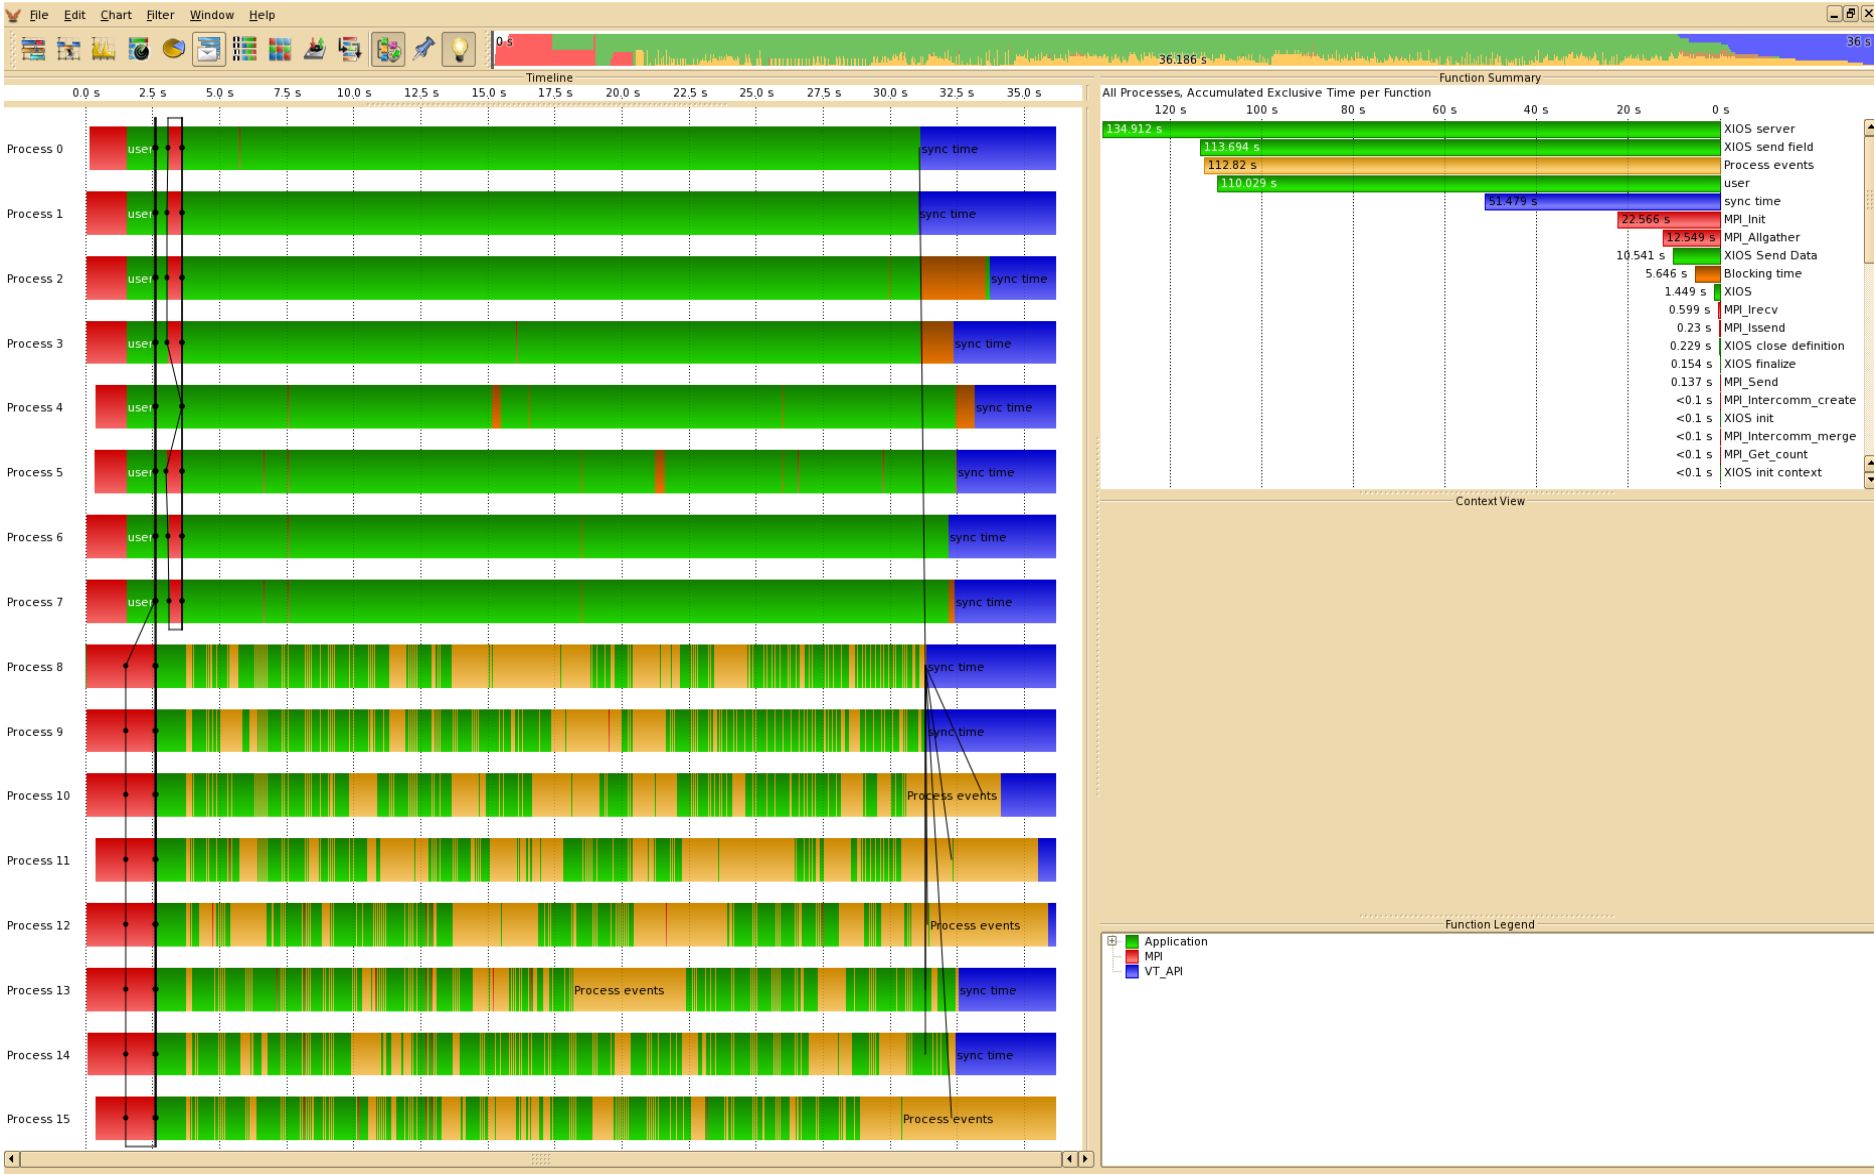 File Edit Chart Filter Window Help
0 s 36.186 s 36 s
Timeline
0.0 s 2.5 s 5.0 s 7.5 s 10.0 s 12.5 s 15.0 s 17.5 s 20.0 s 22.5 s 25.0 s 27.5 s 30.0 s 32.5 s 35.0 s
Process 0 user sync time
Process 1 user sync time
Process 2 user sync time
Process 3 user sync time
Process 4 user sync time
Process 5 user sync time
Process 6 user sync time
Process 7 user sync time
Process 8 sync time
Process 9 sync time
Process 10 Process events
Process 11
Process 12 Process events
Process 13 Process events sync time
Process 14 sync time
Process 15 Process events
Function Summary
All Processes, Accumulated Exclusive Time per Function
120 s 100 s 80 s 60 s 40 s 20 s 0 s
134.912 s XIOS server
113.694 s XIOS send field
112.82 s Process events
110.029 s user
51.479 s sync time
22.566 s MPI_Init
12.549 s MPI_Allgather
10.541 s XIOS Send Data
5.646 s Blocking time
1.449 s XIOS
0.599 s MPI_Irecv
0.23 s MPI_Issend
0.229 s XIOS close definition
0.154 s XIOS finalize
0.137 s MPI_Send
<0.1 s MPI_Intercomm_create
<0.1 s XIOS init
<0.1 s MPI_Intercomm_merge
<0.1 s MPI_Get_count
<0.1 s XIOS init context
Context View
Function Legend
Application
MPI
VT_API